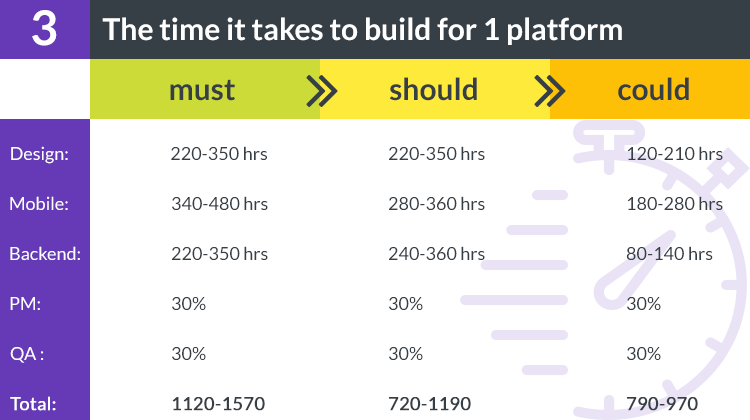 3 The time it takes to build for 1 platform
must should could
Design: 220-350 hrs 220-350 hrs 120-210 hrs
Mobile: 340-480 hrs 280-360 hrs 180-280 hrs
Backend: 220-350 hrs 240-360 hrs 80-140 hrs
PM: 30% 30% 30%
QA : 30% 30% 30%
Total: 1120-1570 720-1190 790-970